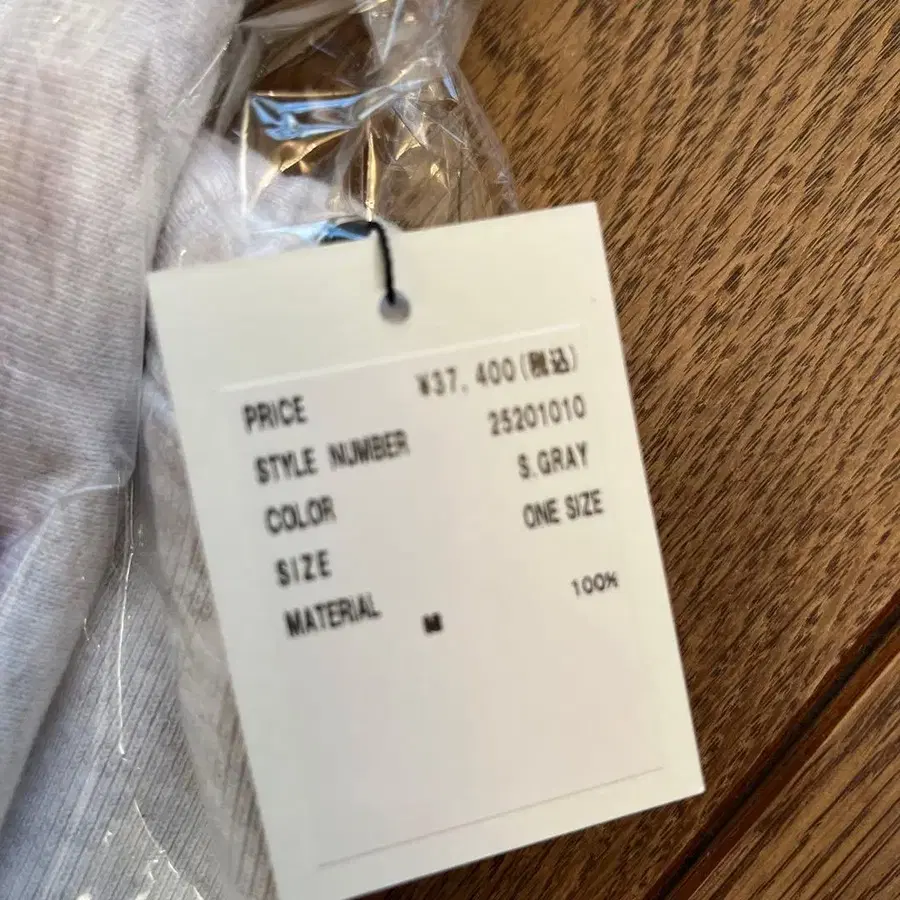 PRICE ¥37,400(税込)
STYLE NUMBER 25201010
COLOR S.GRAY
SIZE ONE SIZE
MATERIAL 100%